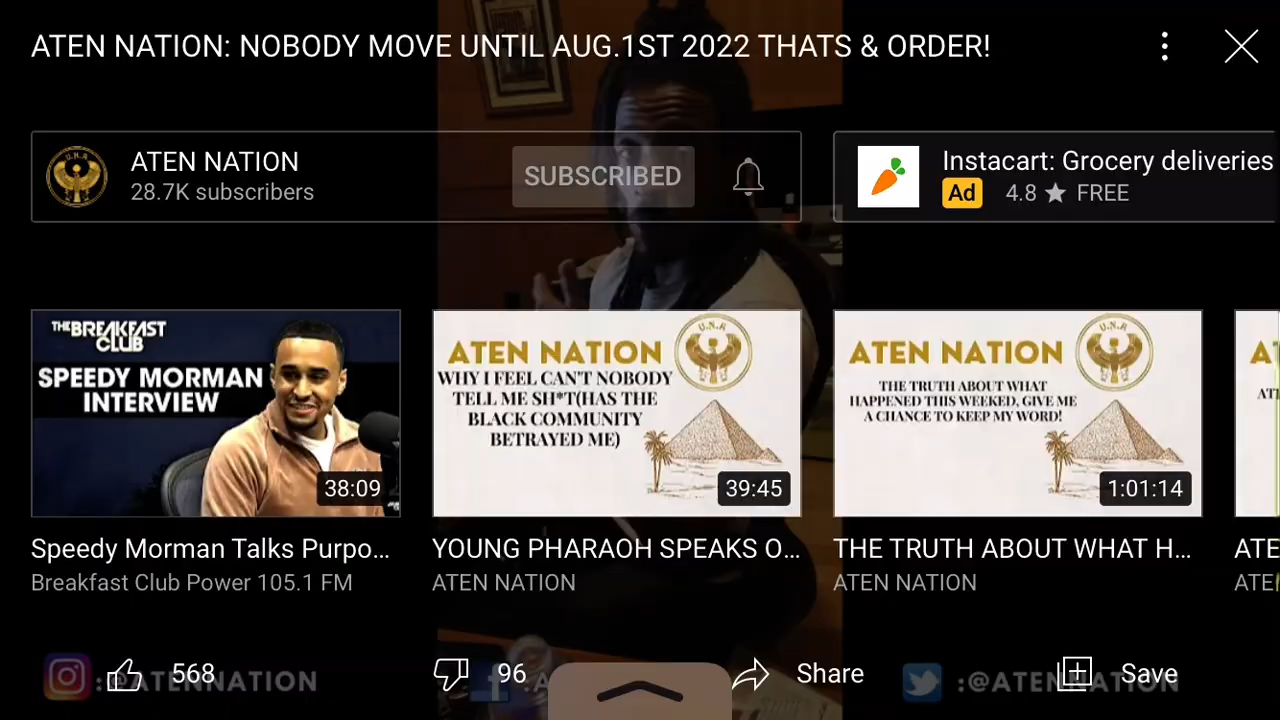 ATEN NATION: NOBODY MOVE UNTIL AUG.1ST 2022 THATS & ORDER!
U.N.A
ATEN NATION
28.7K subscribers
SUBSCRIBED
Instacart: Grocery deliveries
Ad 4.8 ★ FREE
THE BREAKFAST
CLUB
SPEEDY MORMAN
INTERVIEW
38:09
U.N.A
ATEN NATION
WHY I FEEL CAN'T NOBODY
TELL ME SH*T(HAS THE
BLACK COMMUNITY
BETRAYED ME)
39:45
U.N.A
ATEN NATION
THE TRUTH ABOUT WHAT
HAPPENED THIS WEEKED, GIVE ME
A CHANCE TO KEEP MY WORD!
1:01:14
Speedy Morman Talks Purpo...
Breakfast Club Power 105.1 FM
YOUNG PHARAOH SPEAKS O...
ATEN NATION
THE TRUTH ABOUT WHAT H...
ATEN NATION
ATE
ATE
568
96
Share
Save
:@ATENNATION
:@ATENNATION